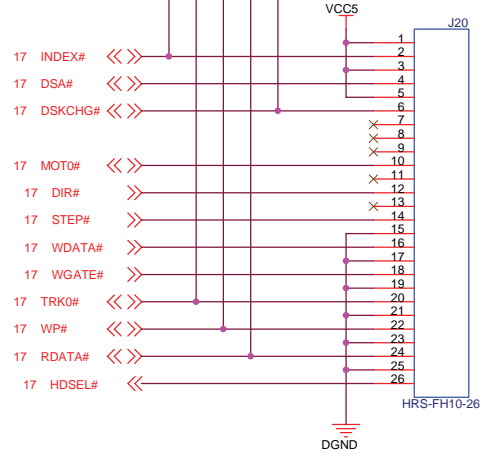 VCC5
J20
1
17 INDEX# 2
3
17 DSA# 4
5
17 DSKCHG# 6
7
8
9
17 MOT0# 10
11
17 DIR# 12
13
17 STEP# 14
15
17 WDATA# 16
17
17 WGATE# 18
19
17 TRK0# 20
21
17 WP# 22
23
17 RDATA# 24
25
17 HDSEL# 26
HRS-FH10-26
DGND